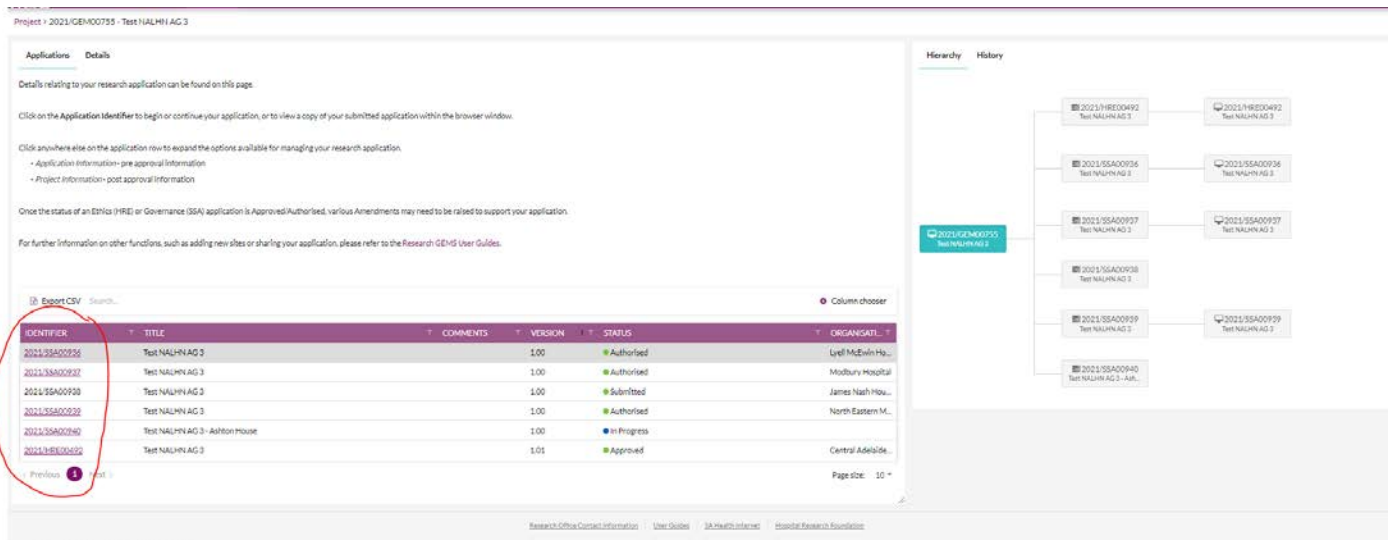 Project > 2021/GEM00755 - Test NALHN AG 3
Applications Details
Details relating to your research application can be found on this page.
Click on the Application Identifier to begin or continue your application, or to view a copy of your submitted application within the browser window.
Click anywhere else on the application row to expand the options available for managing your research application.
- Application Information- pre approval information
- Project Information- post approval information
Once the status of an Ethics (HRE) or Governance (SSA) application is Approved/Authorised, various Amendments may need to be raised to support your application.
For further information on other functions, such as adding new sites or sharing your application, please refer to the Research GEMS User Guides.
Export CSV Search... Column chooser
IDENTIFIER TITLE COMMENTS VERSION STATUS ORGANISATI...
2021/SSA00936 Test NALHN AG 3 1.00 Authorised Lyell McEwin Ho...
2021/SSA00937 Test NALHN AG 3 1.00 Authorised Modbury Hospital
2021/SSA00938 Test NALHN AG 3 1.00 Submitted James Nash Hou...
2021/SSA00939 Test NALHN AG 3 1.00 Authorised North Eastern M...
2021/SSA00940 Test NALHN AG 3 - Ashton House 1.00 In Progress
2021/HRE00492 Test NALHN AG 3 1.01 Approved Central Adelaide...
‹ Previous 1 Next › Page size: 10
Hierarchy History
2021/GEM00755
Test NALHN AG 3
2021/HRE00492 2021/HRE00492
Test NALHN AG 3 Test NALHN AG 3
2021/SSA00936 2021/SSA00936
Test NALHN AG 3 Test NALHN AG 3
2021/SSA00937 2021/SSA00937
Test NALHN AG 3 Test NALHN AG 3
2021/SSA00938
Test NALHN AG 3
2021/SSA00939 2021/SSA00939
Test NALHN AG 3 Test NALHN AG 3
2021/SSA00940
Test NALHN AG 3 - Ash...
Research Office Contact Information User Guides SA Health Internet Hospital Research Foundation